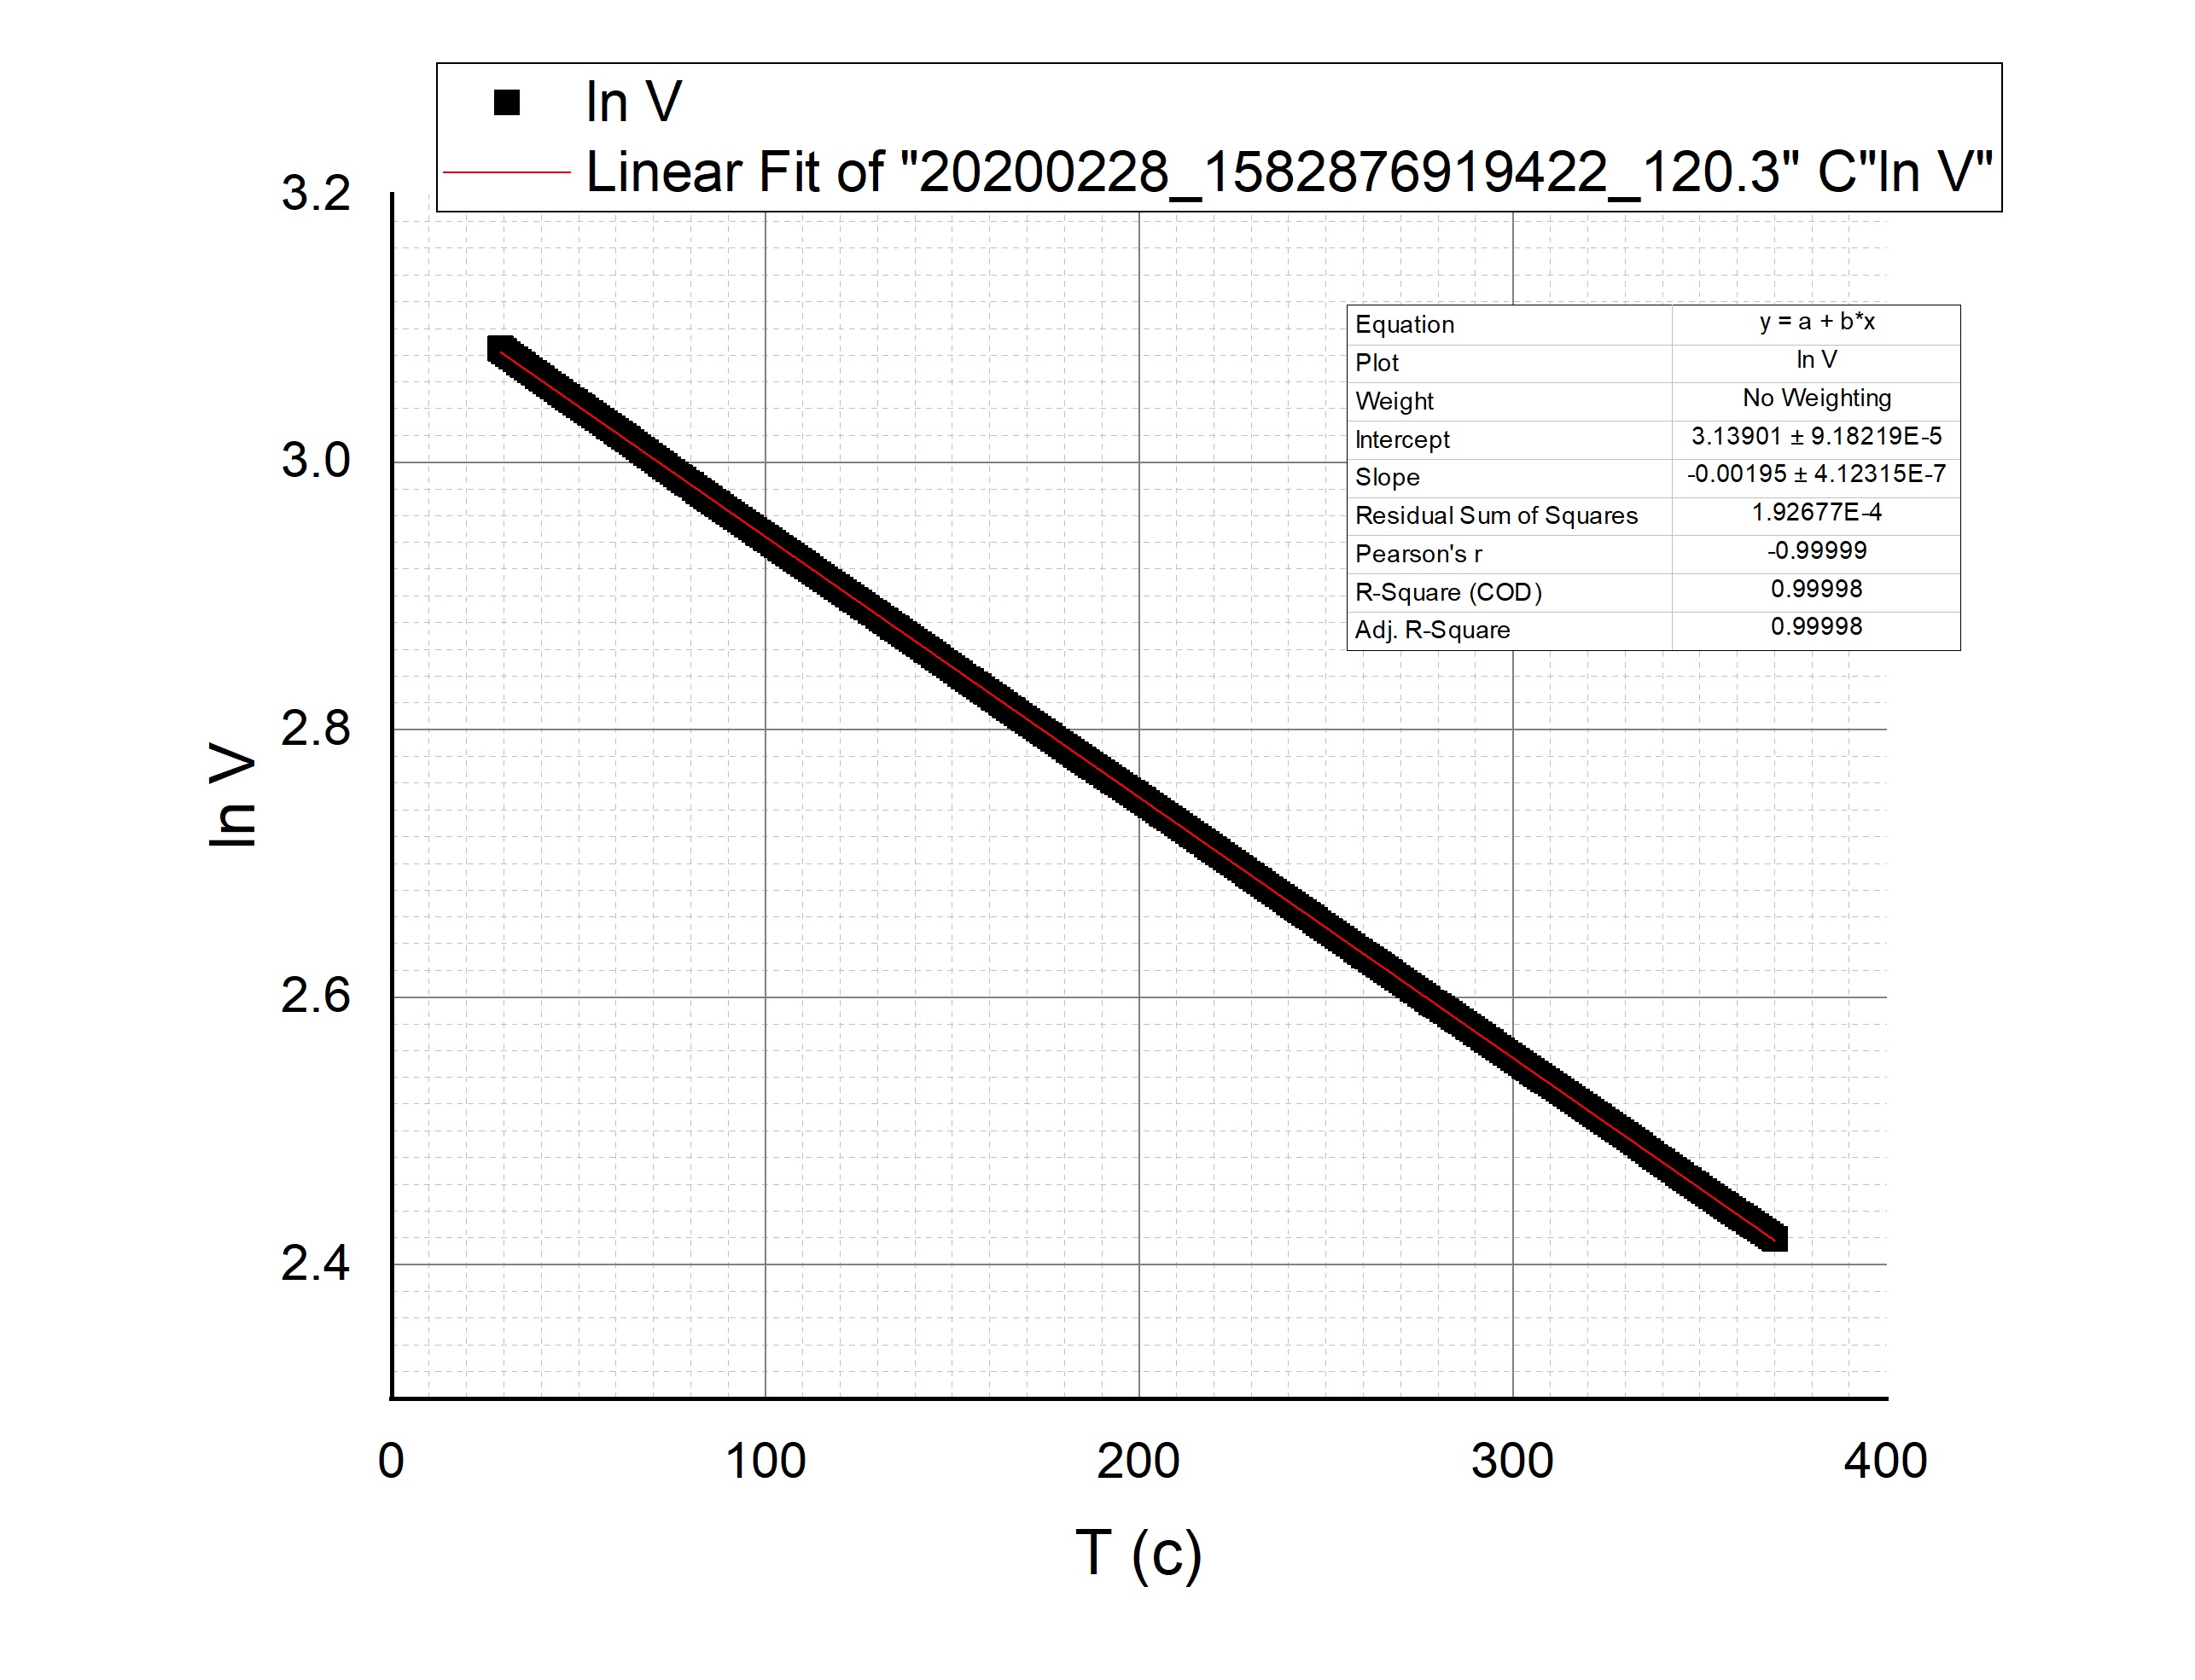 ln V
Linear Fit of "20200228_1582876919422_120.3" C"ln V"
3.2
3.0
2.8
2.6
2.4
ln V
Equation y = a + b*x
Plot ln V
Weight No Weighting
Intercept 3.13901 ± 9.18219E-5
Slope -0.00195 ± 4.12315E-7
Residual Sum of Squares 1.92677E-4
Pearson's r -0.99999
R-Square (COD) 0.99998
Adj. R-Square 0.99998
0 100 200 300 400
T (c)